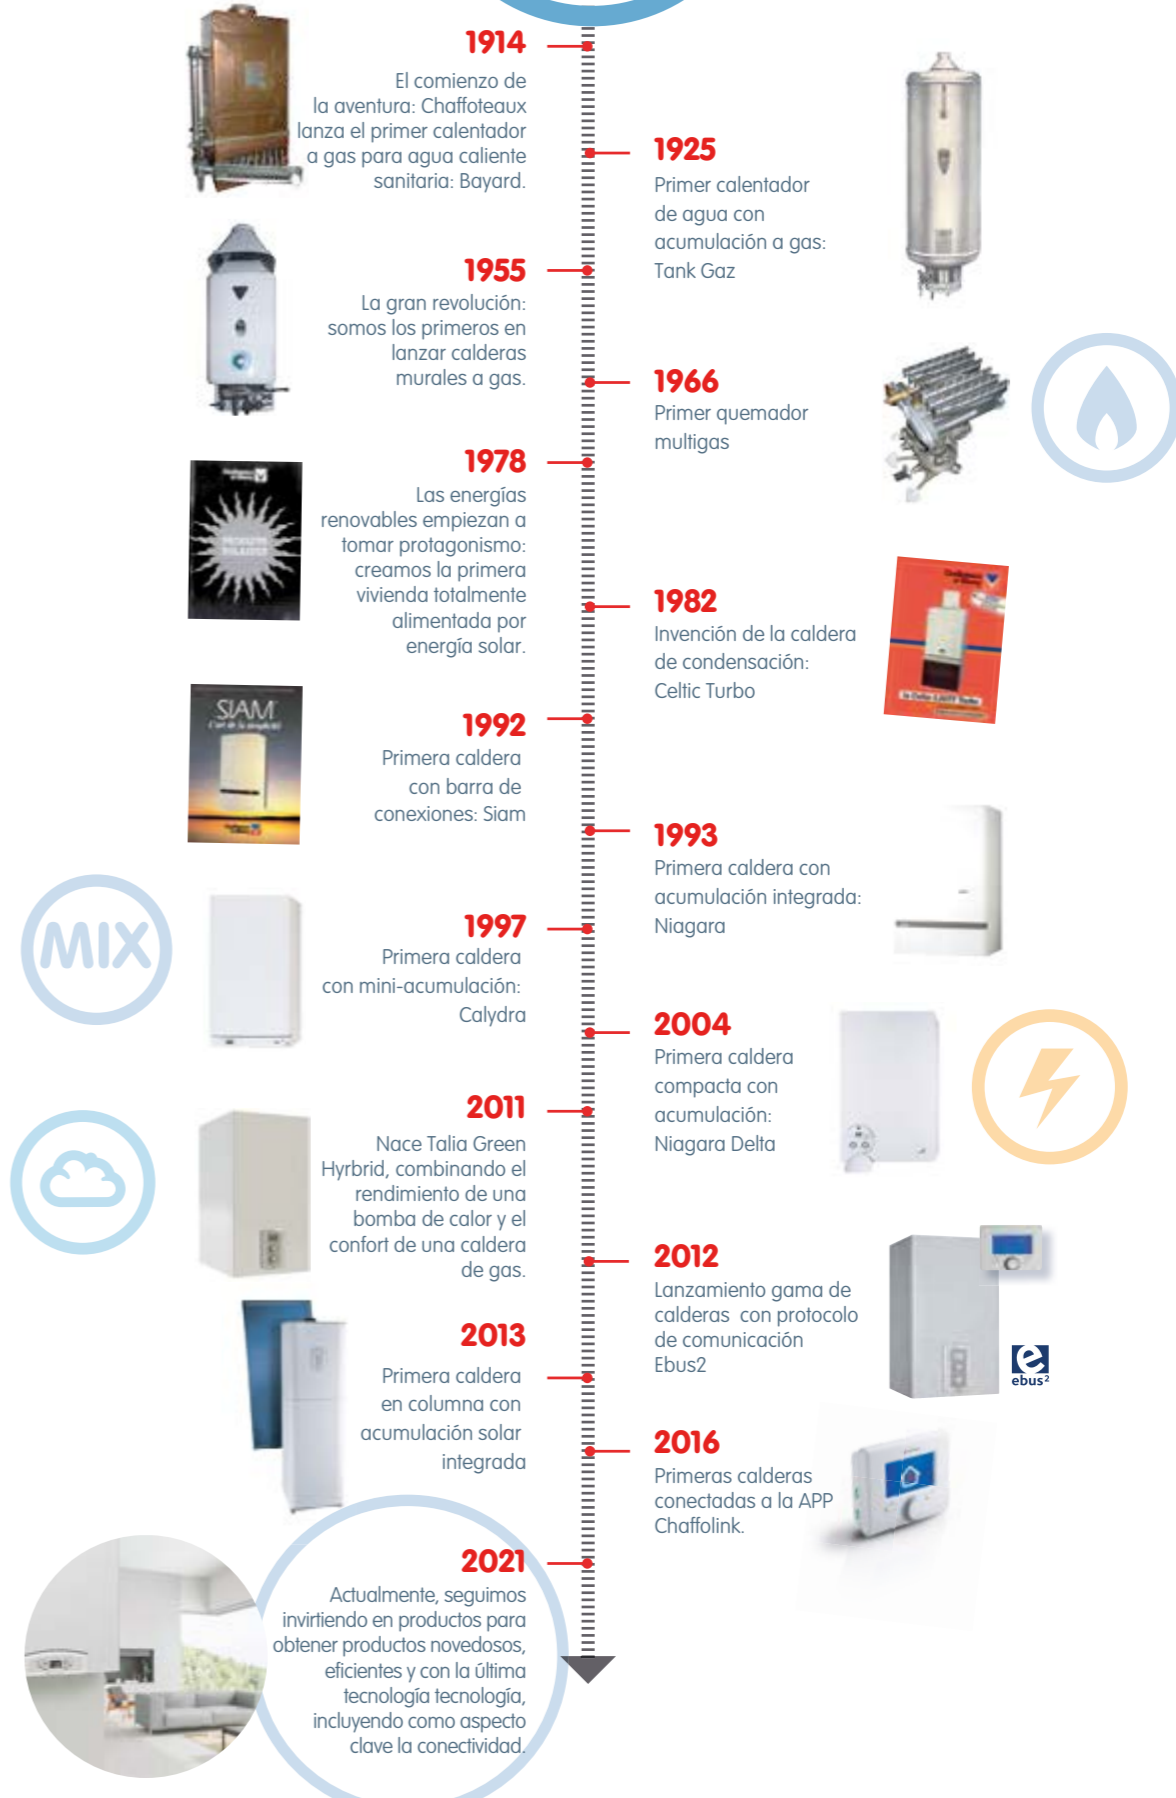 1914
El comienzo de
la aventura: Chaffoteaux
lanza el primer calentador
a gas para agua caliente
sanitaria: Bayard.
1925
Primer calentador
de agua con
acumulación a gas:
Tank Gaz
1955
La gran revolución:
somos los primeros en
lanzar calderas
murales a gas.
1966
Primer quemador
multigas
1978
Las energías
renovables empiezan a
tomar protagonismo:
creamos la primera
vivienda totalmente
alimentada por
energía solar.
1982
Invención de la caldera
de condensación:
Celtic Turbo
SIAM
1992
Primera caldera
con barra de
conexiones: Siam
1993
Primera caldera con
acumulación integrada:
Niagara
MIX
1997
Primera caldera
con mini-acumulación:
Calydra
2004
Primera caldera
compacta con
acumulación:
Niagara Delta
2011
Nace Talia Green
Hyrbrid, combinando el
rendimiento de una
bomba de calor y el
confort de una caldera
de gas.
2012
Lanzamiento gama de
calderas con protocolo
de comunicación
Ebus2
e
ebus²
2013
Primera caldera
en columna con
acumulación solar
integrada
2016
Primeras calderas
conectadas a la APP
Chaffolink.
2021
Actualmente, seguimos
invirtiendo en productos para
obtener productos novedosos,
eficientes y con la última
tecnología tecnología,
incluyendo como aspecto
clave la conectividad.